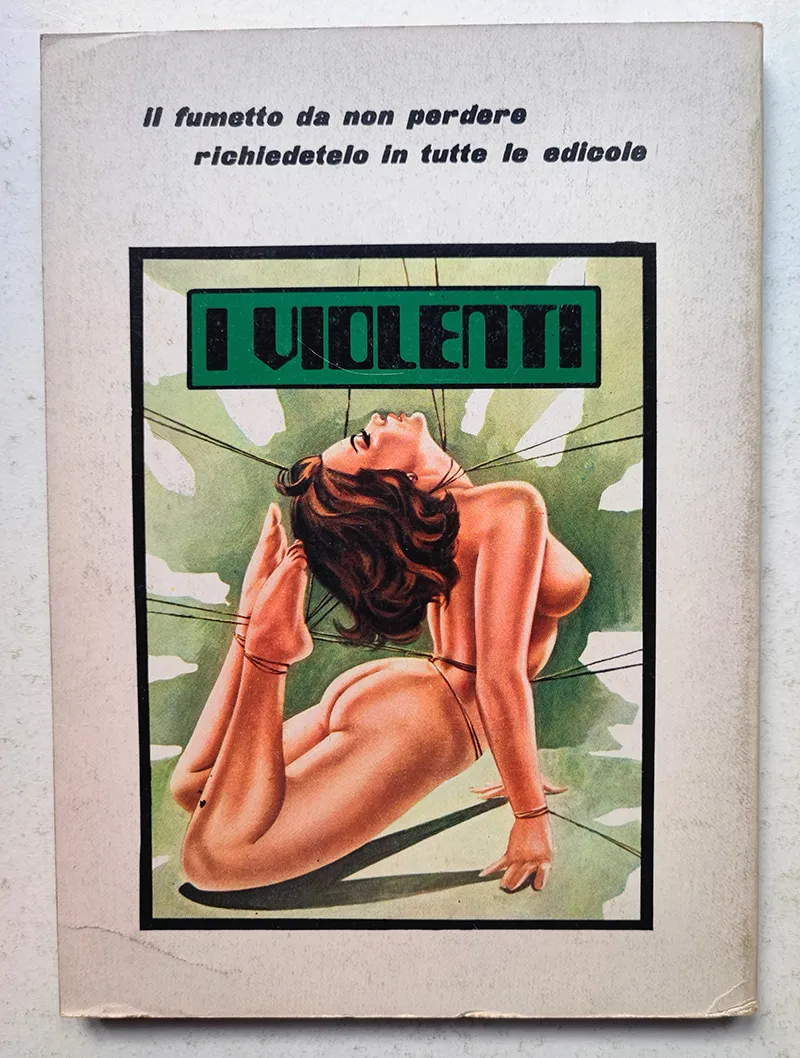 il fumetto da non perdere
richiedetelo in tutte le edicole
I VIOLENTI